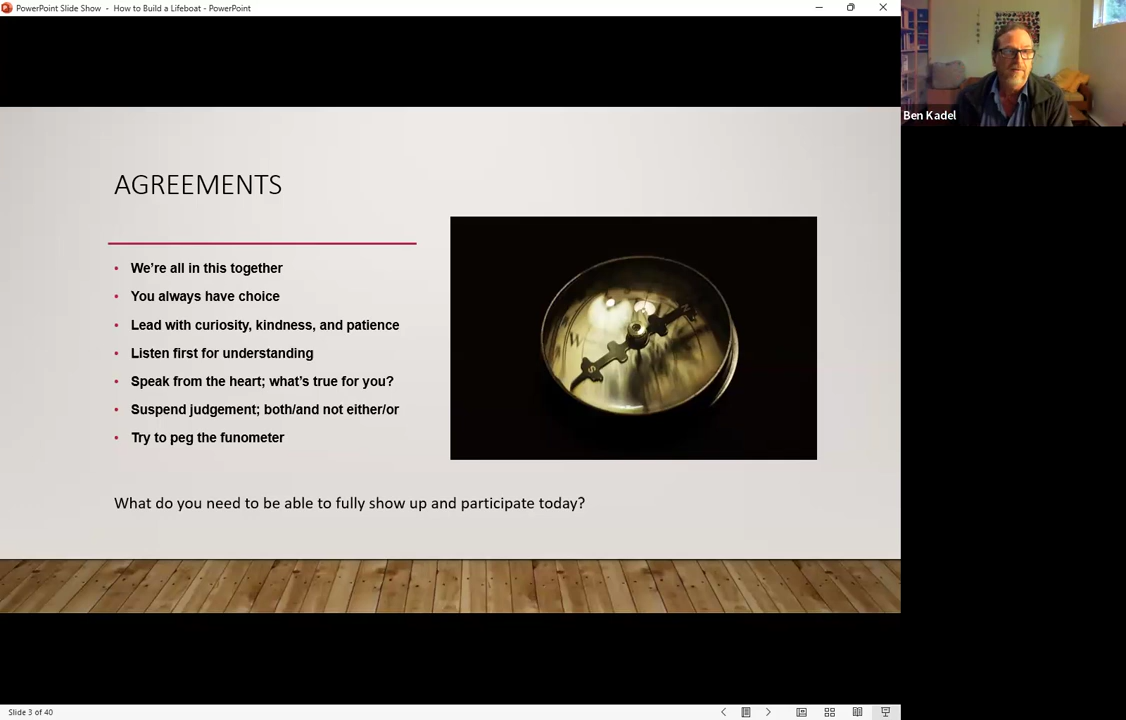 PowerPoint Slide Show - How to Build a Lifeboat - PowerPoint
Ben Kadel
AGREEMENTS
• We're all in this together
• You always have choice
• Lead with curiosity, kindness, and patience
• Listen first for understanding
• Speak from the heart; what's true for you?
• Suspend judgement; both/and not either/or
• Try to peg the funometer
W
N
S
What do you need to be able to fully show up and participate today?
Slide 3 of 40